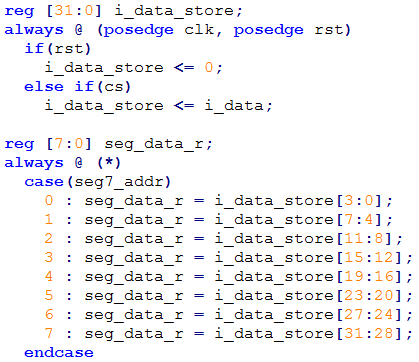 reg [31:0] i_data_store;
always @ (posedge clk, posedge rst)
  if(rst)
    i_data_store <= 0;
  else if(cs)
    i_data_store <= i_data;

reg [7:0] seg_data_r;
always @ (*)
  case(seg7_addr)
    0 : seg_data_r = i_data_store[3:0];
    1 : seg_data_r = i_data_store[7:4];
    2 : seg_data_r = i_data_store[11:8];
    3 : seg_data_r = i_data_store[15:12];
    4 : seg_data_r = i_data_store[19:16];
    5 : seg_data_r = i_data_store[23:20];
    6 : seg_data_r = i_data_store[27:24];
    7 : seg_data_r = i_data_store[31:28];
  endcase